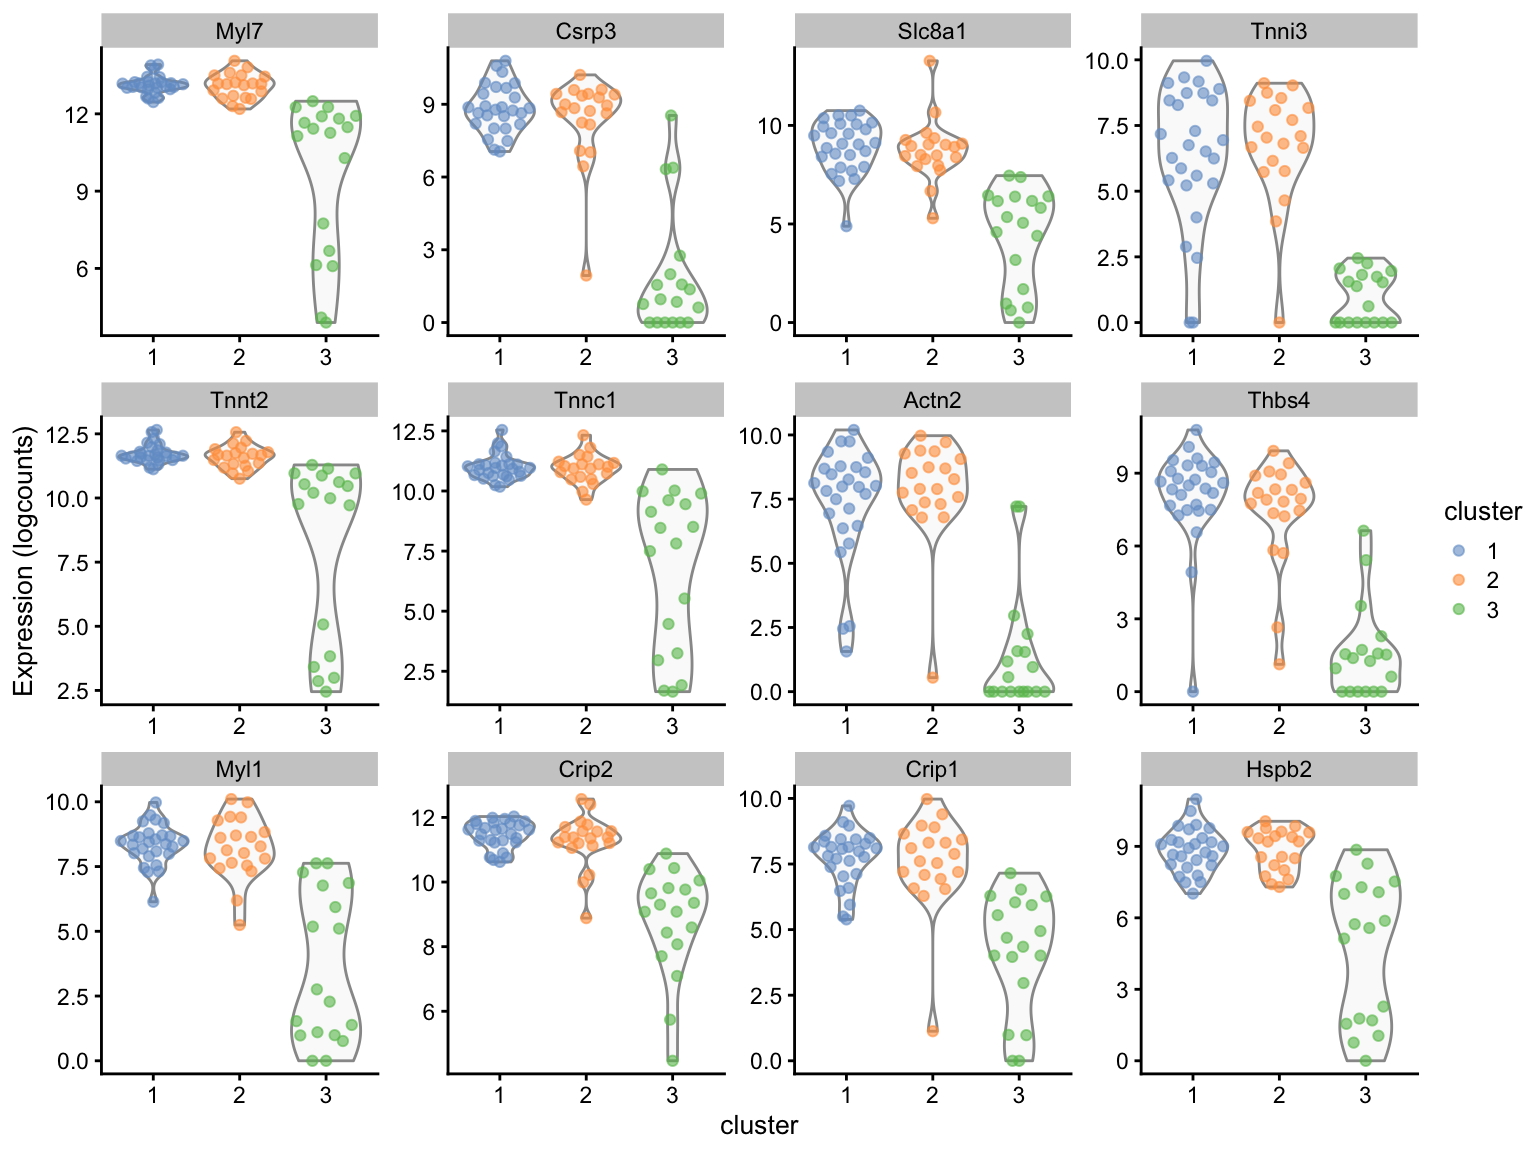 Myl7 Csrp3 Slc8a1 Tnni3
12 9 6
9 6 3 0
10 5 0
10.0 7.5 5.0 2.5 0.0
1 2 3 1 2 3 1 2 3 1 2 3
Tnnt2 Tnnc1 Actn2 Thbs4
12.5 10.0 7.5 5.0 2.5
12.5 10.0 7.5 5.0 2.5
10.0 7.5 5.0 2.5 0.0
9 6 3 0
1 2 3 1 2 3 1 2 3 1 2 3
Myl1 Crip2 Crip1 Hspb2
10.0 7.5 5.0 2.5 0.0
12 10 8 6
10.0 7.5 5.0 2.5 0.0
9 6 3 0
1 2 3 1 2 3 1 2 3 1 2 3
Expression (logcounts)
cluster
cluster
1
2
3